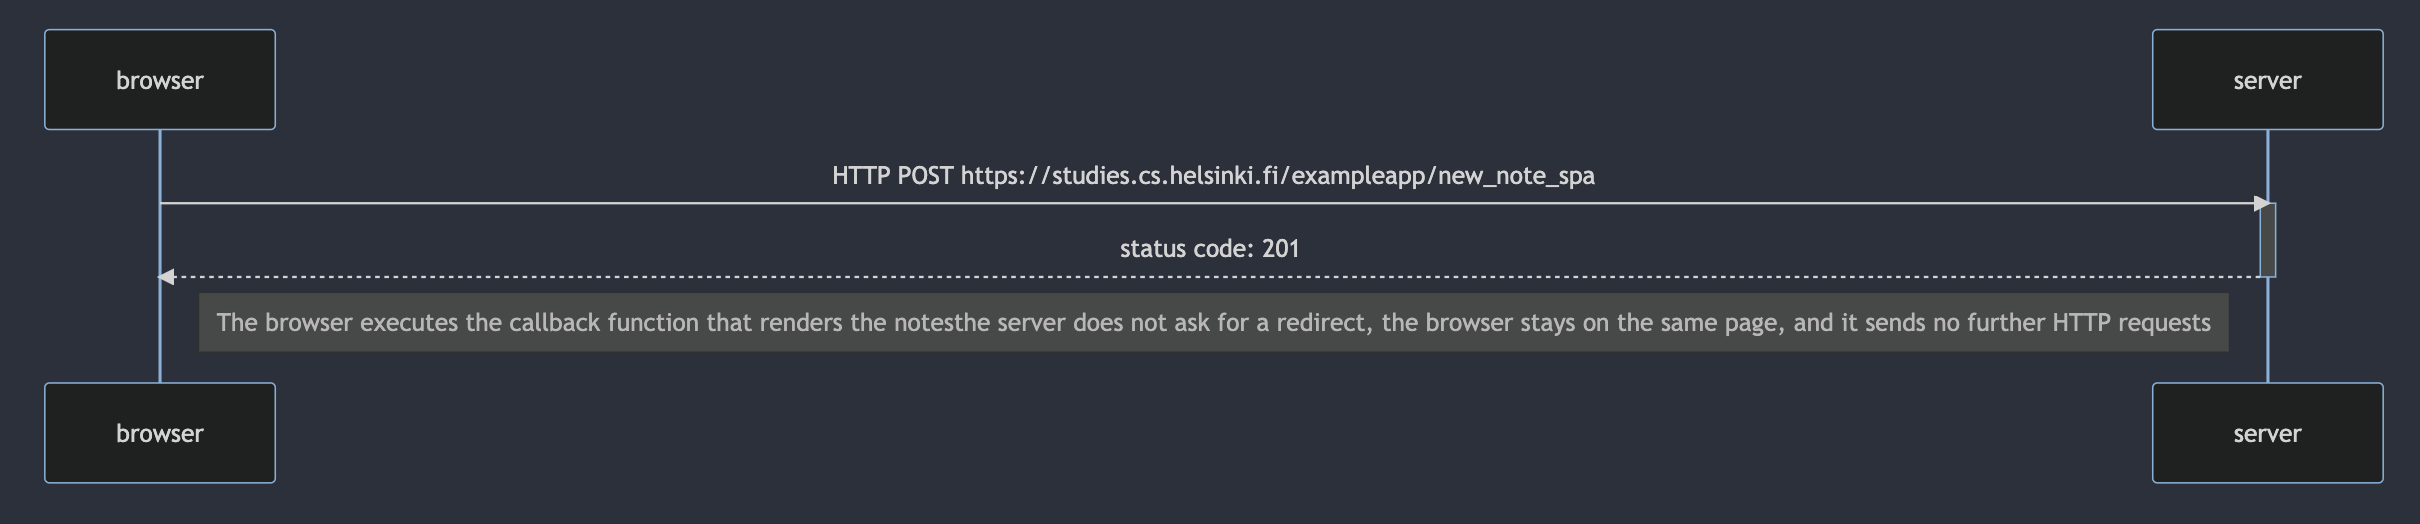 browser
server
HTTP POST https://studies.cs.helsinki.fi/exampleapp/new_note_spa
status code: 201
The browser executes the callback function that renders the notesthe server does not ask for a redirect, the browser stays on the same page, and it sends no further HTTP requests
browser
server